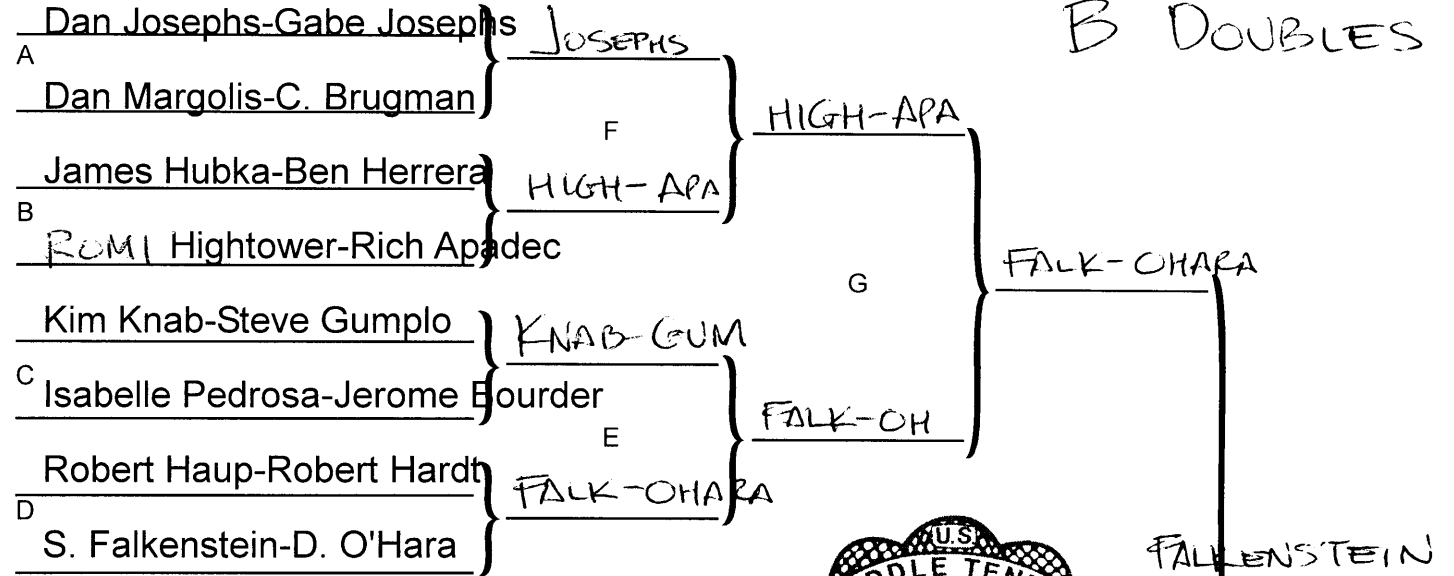 Dan Josephs-Gabe Josephs
JOSEPHS
B DOUBLES
A
Dan Margolis-C. Brugman
HIGH-APA
F
James Hubka-Ben Herrera
HIGH-APA
B
ROMI Hightower-Rich Apadec
FALK-OHARA
G
Kim Knab-Steve Gumplo
KNAB-GUM
C
Isabelle Pedrosa-Jerome Bourder
FALK-OH
E
Robert Haup-Robert Hardt
FALK-OHARA
D
S. Falkenstein-D. O'Hara
U.S.
FALKENSTEIN